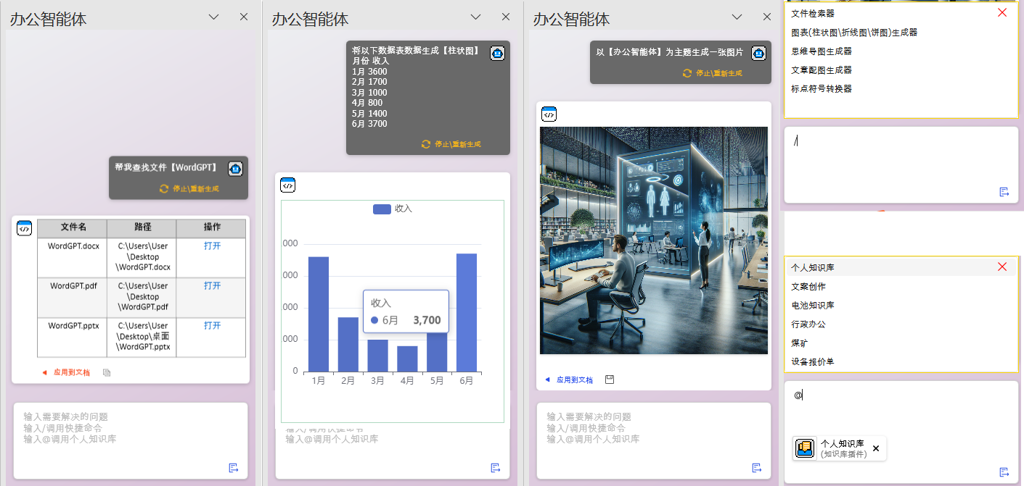 办公智能体
帮我查找文件【WordGPT】
停止\重新生成
文件名 路径 操作
WordGPT.docx C:\Users\User\Desktop\WordGPT.docx 打开
WordGPT.pdf C:\Users\User\Desktop\WordGPT.pdf 打开
WordGPT.pptx C:\Users\User\Desktop\桌面\WordGPT.pptx 打开
应用到文档
输入需要解决的问题
输入/调用快捷命令
输入@调用个人知识库
办公智能体
将以下数据表数据生成【柱状图】
月份 收入
1月 3600
2月 1700
3月 1000
4月 800
5月 1400
6月 3700
停止\重新生成
收入
000
000
000
000
0
收入
6月 3,700
1月 2月 3月 4月 5月 6月
输入/调用快捷命令
输入@调用个人知识库
办公智能体
以【办公智能体】为主题生成一张图片
停止\重新生成
应用到文档
输入需要解决的问题
输入/调用快捷命令
输入@调用个人知识库
文件检索器
图表(柱状图\折线图\饼图)生成器
思维导图生成器
文章配图生成器
标点符号转换器
/
个人知识库
文案创作
电池知识库
行政办公
煤矿
设备报价单
@
个人知识库
(知识库插件)